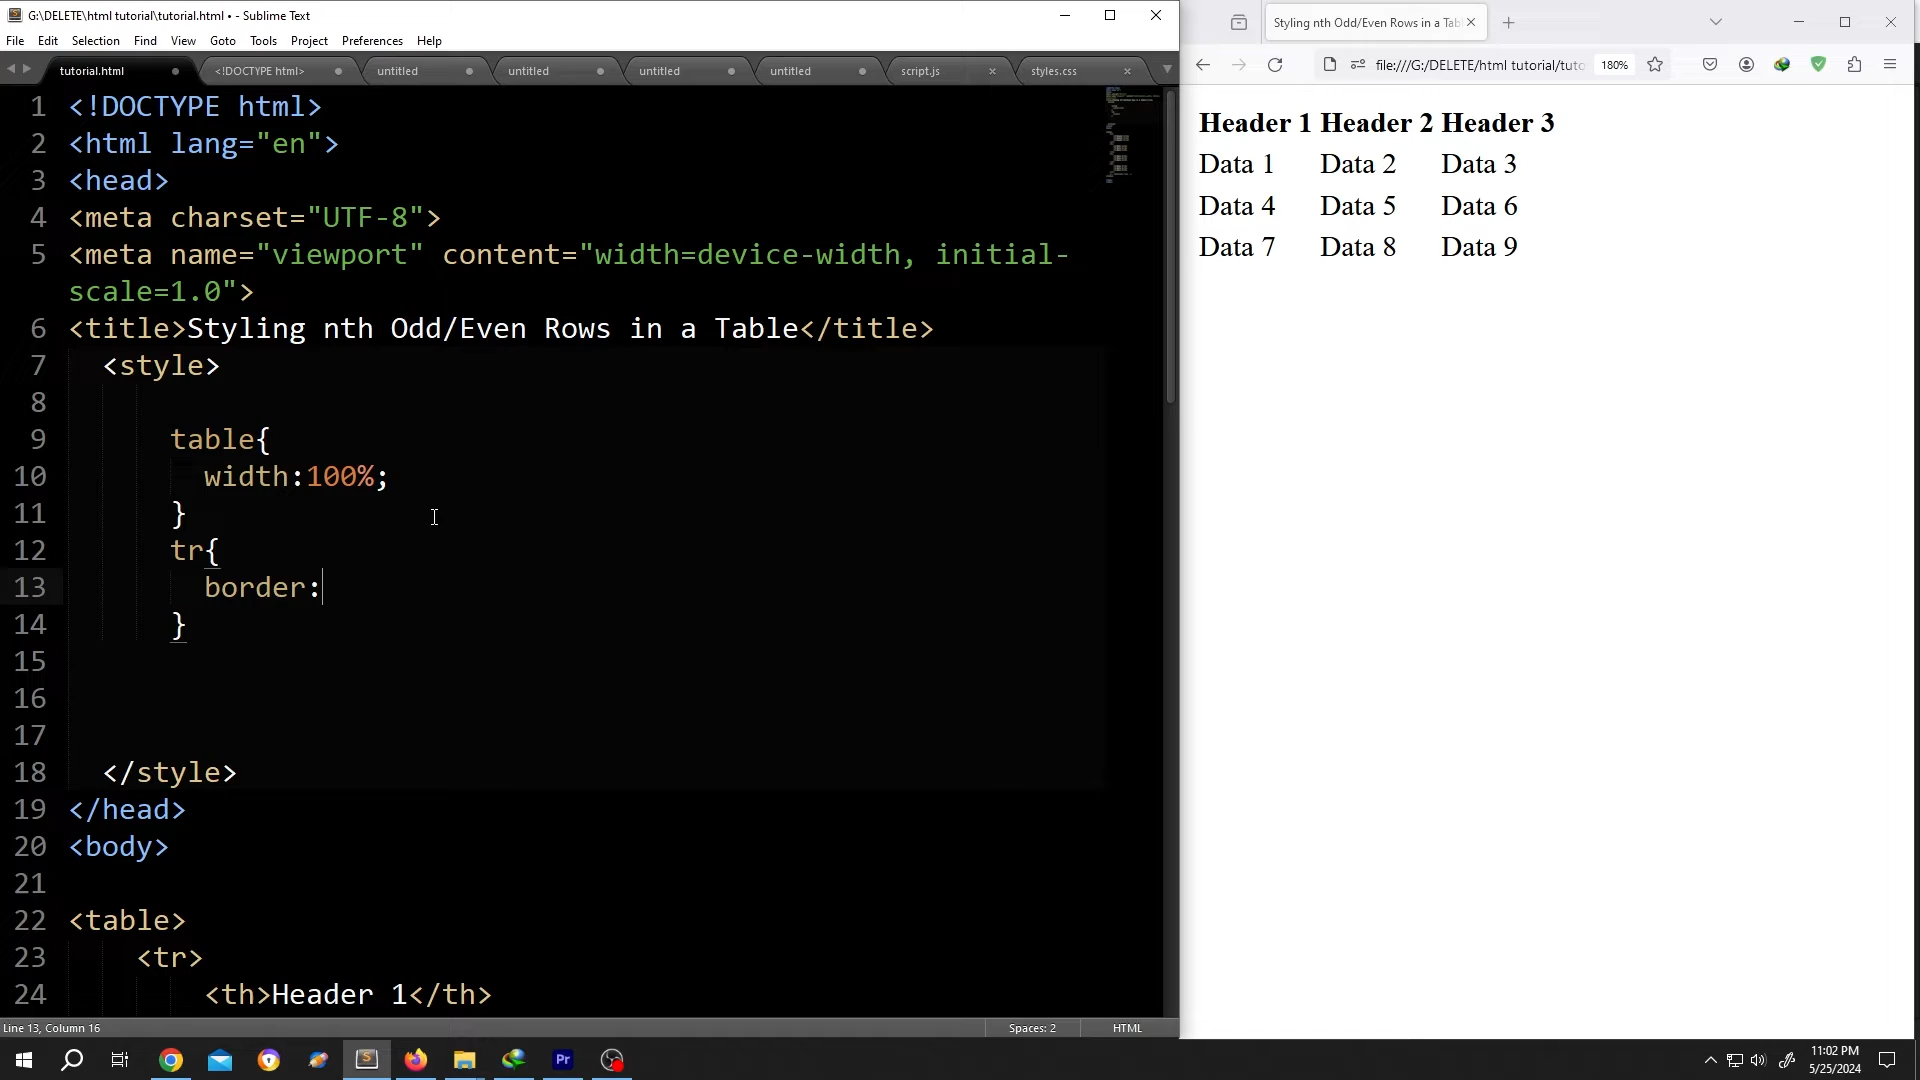 G:\DELETE\html tutorial\tutorial.html • - Sublime Text
File Edit Selection Find View Goto Tools Project Preferences Help
tutorial.html <!DOCTYPE html> untitled untitled untitled untitled script.js styles.css
1 <!DOCTYPE html>
2 <html lang="en">
3 <head>
4 <meta charset="UTF-8">
5 <meta name="viewport" content="width=device-width, initial-
scale=1.0">
6 <title>Styling nth Odd/Even Rows in a Table</title>
7 <style>
8
9 table{
10 width:100%;
11 }
12 tr{
13 border:
14 }
15
16
17
18 </style>
19 </head>
20 <body>
21
22 <table>
23 <tr>
24 <th>Header 1</th>
Line 13, Column 16
Spaces: 2
HTML
Styling nth Odd/Even Rows in a Tab
file:///G:/DELETE/html tutorial/tuto
180%
Header 1 Header 2 Header 3
Data 1 Data 2 Data 3
Data 4 Data 5 Data 6
Data 7 Data 8 Data 9
S
Pr
11:02 PM
5/25/2024